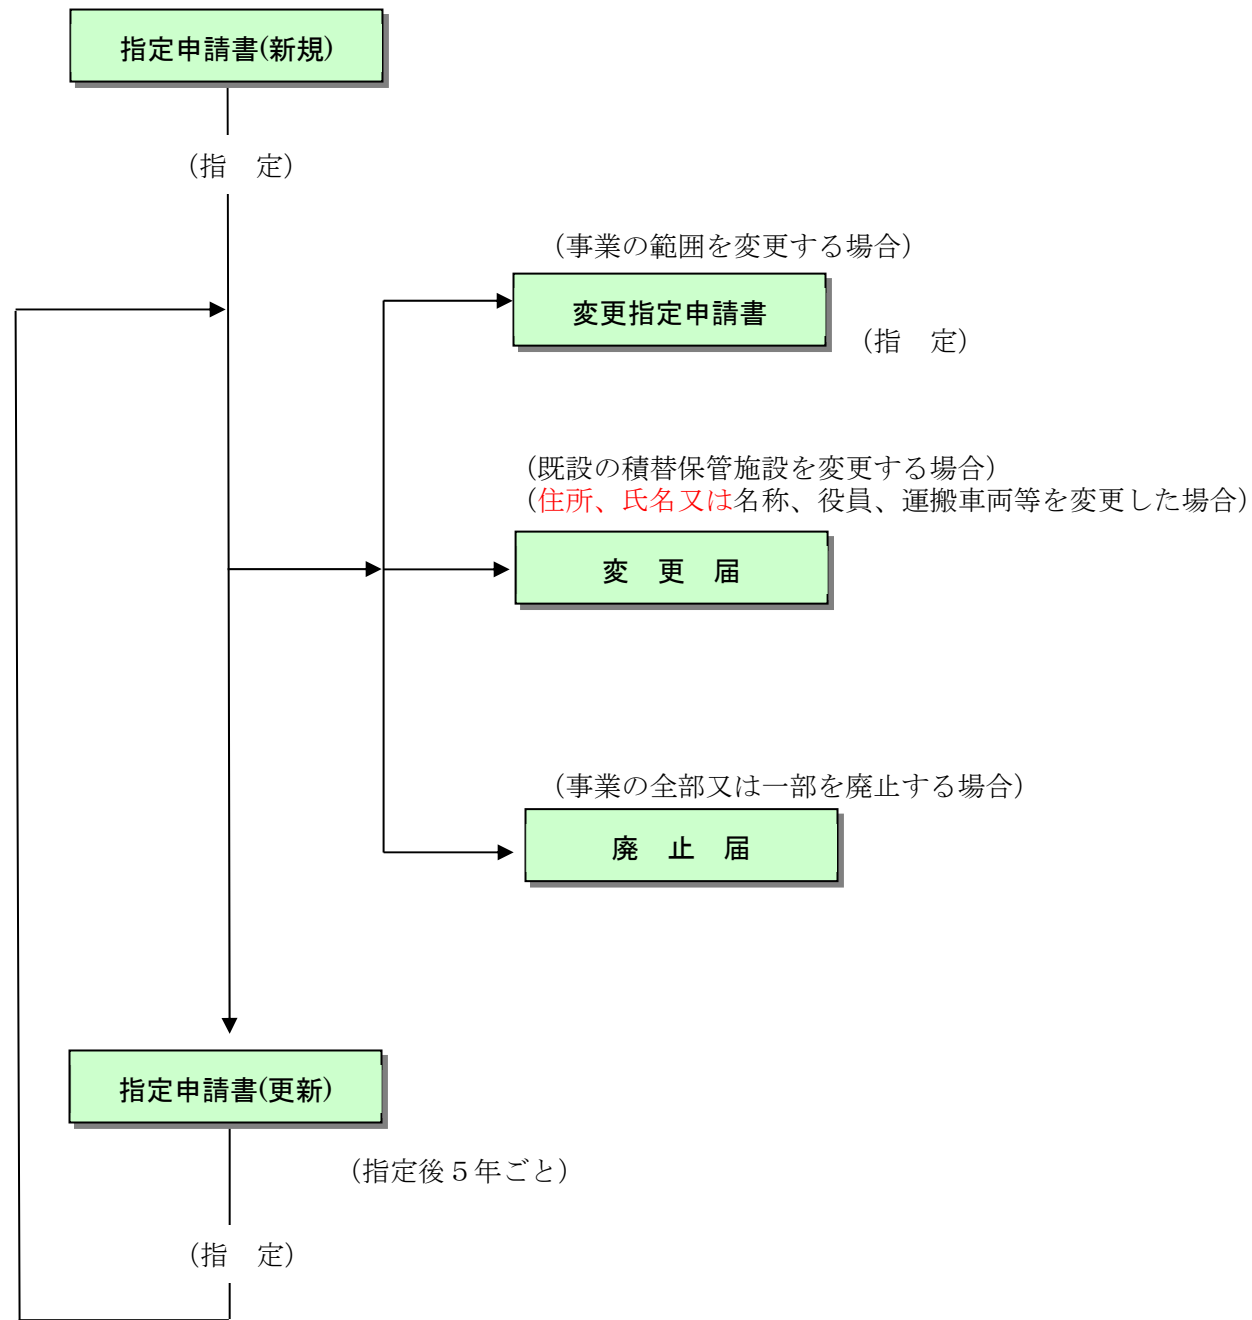 指定申請書(新規)
（指　定）
（事業の範囲を変更する場合）
変更指定申請書
（指　定）
（既設の積替保管施設を変更する場合）
（住所、氏名又は名称、役員、運搬車両等を変更した場合）
変　更　届
（事業の全部又は一部を廃止する場合）
廃　止　届
指定申請書(更新)
（指定後５年ごと）
（指　定）